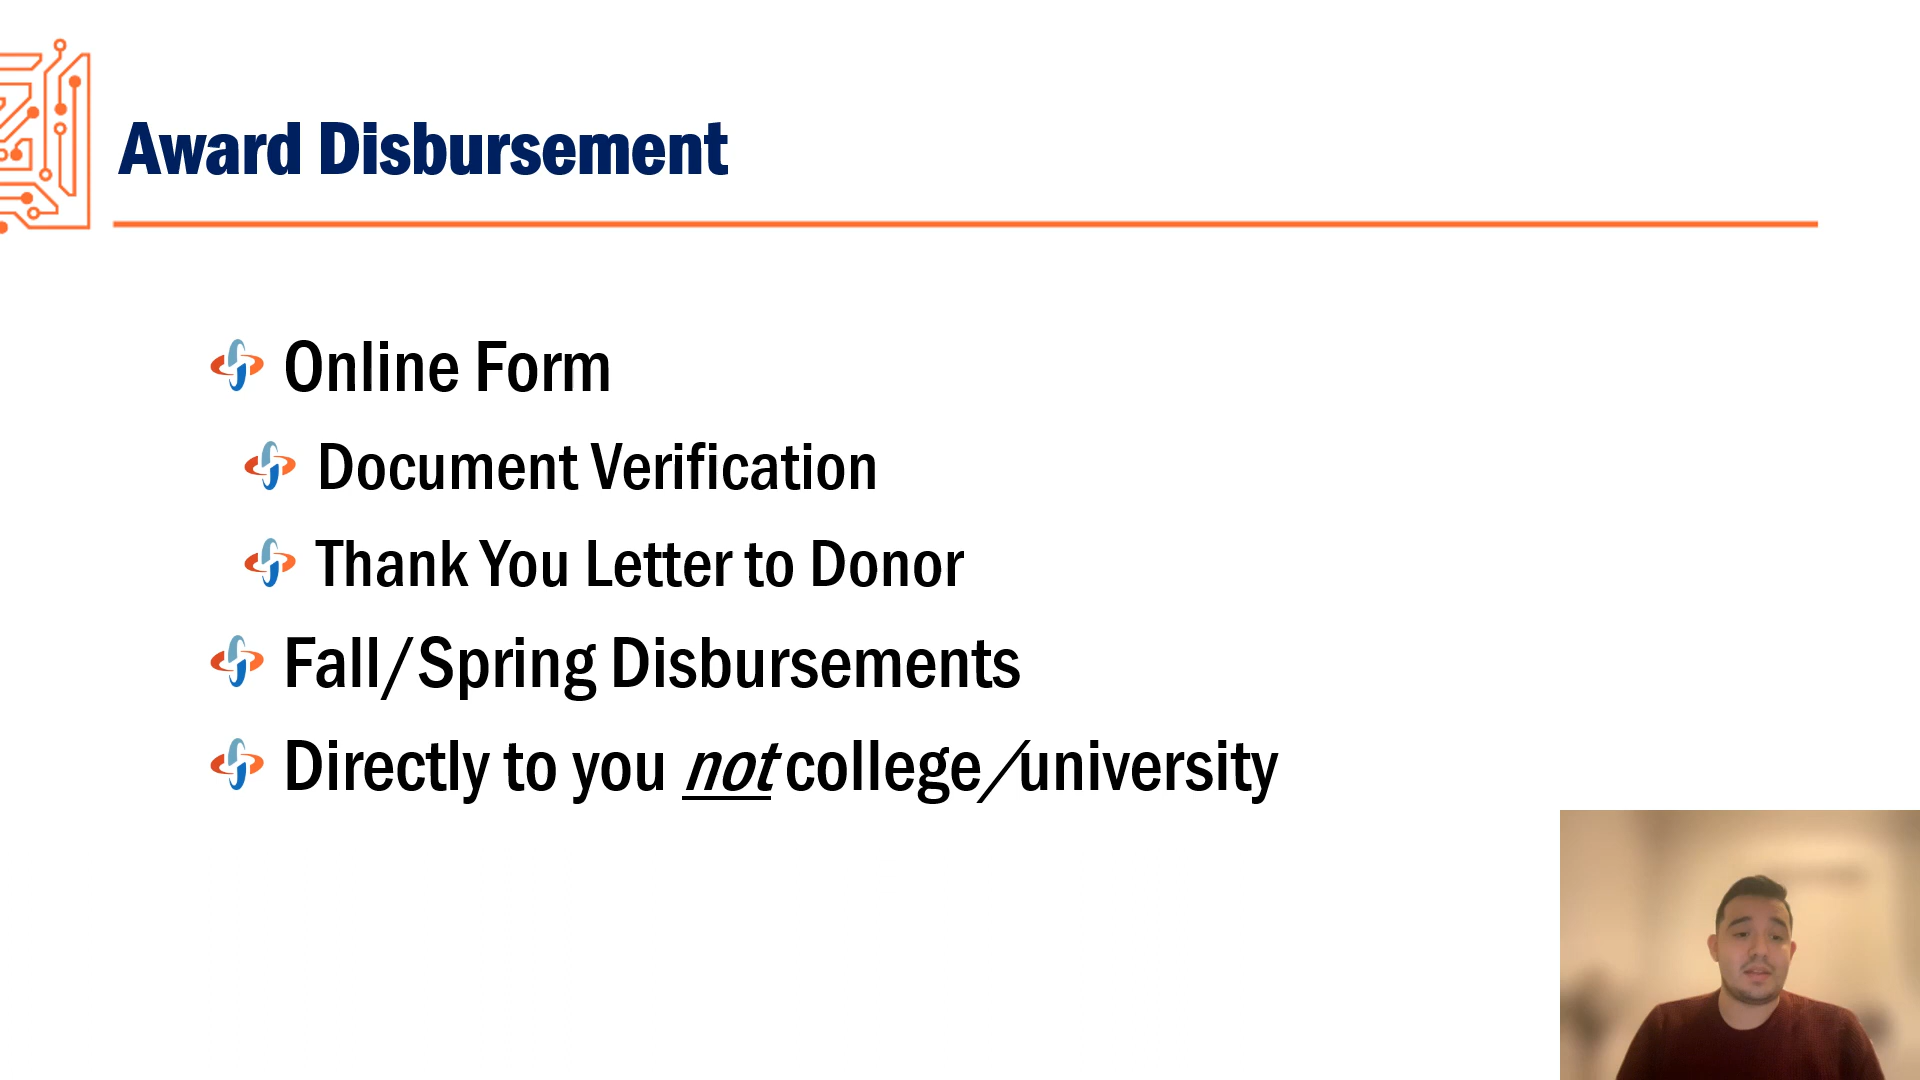 Award Disbursement
Online Form
Document Verification
Thank You Letter to Donor
Fall/Spring Disbursements
Directly to you not college/university